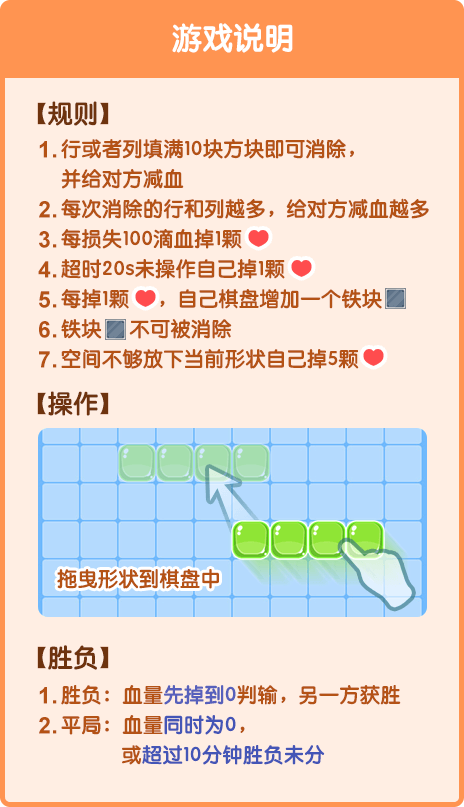 游戏说明
【规则】
1.行或者列填满10块方块即可消除，
并给对方减血
2.每次消除的行和列越多，给对方减血越多
3.每损失100滴血掉1颗
4.超时20s未操作自己掉1颗
5.每掉1颗，自己棋盘增加一个铁块
6.铁块不可被消除
7.空间不够放下当前形状自己掉5颗
【操作】
拖曳形状到棋盘中
【胜负】
1.胜负：血量先掉到0判输，另一方获胜
2.平局：血量同时为0，
或超过10分钟胜负未分